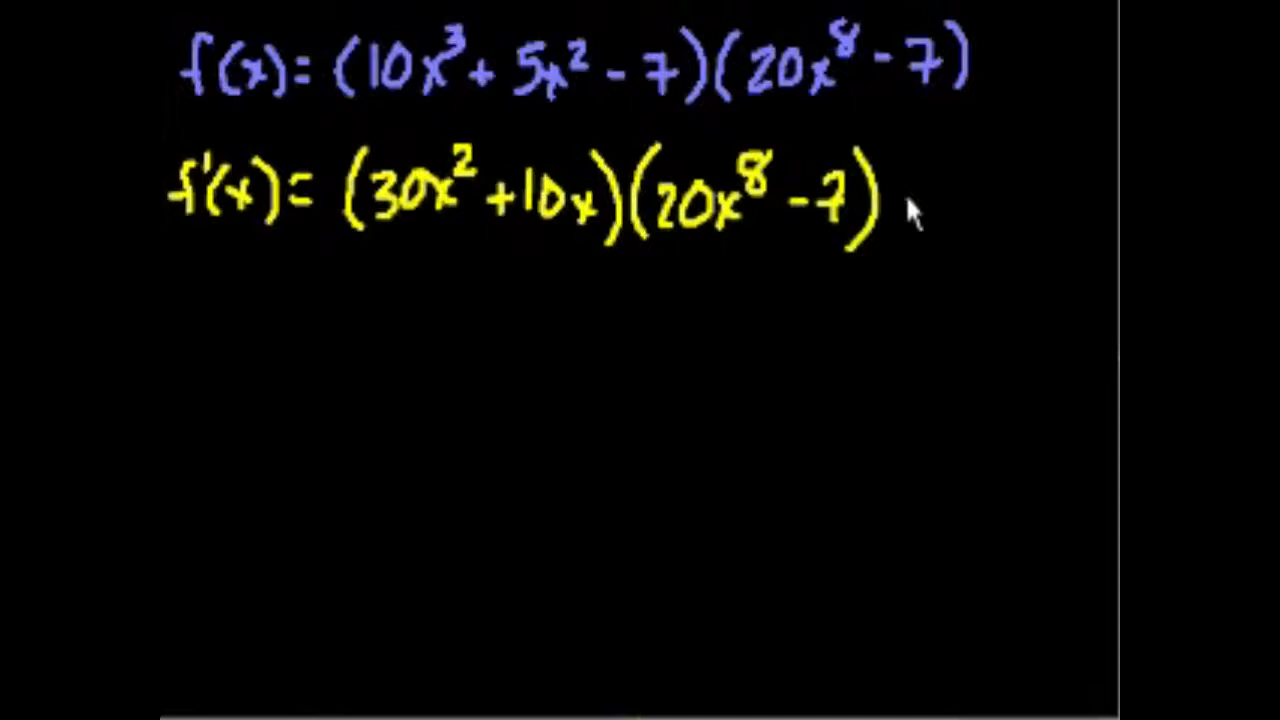 f(x) = (10x³ + 5x² - 7)(20x⁸ - 7)
f'(x) = (30x² + 10x)(20x⁸ - 7)